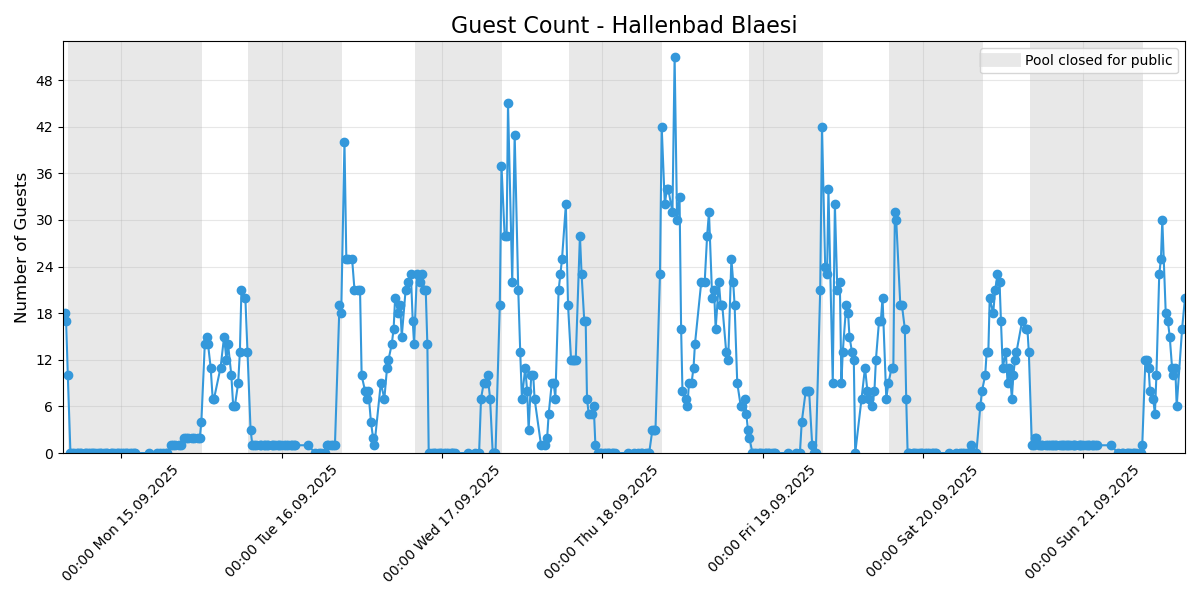 Guest Count - Hallenbad Blaesi
Pool closed for public
Number of Guests
48
42
36
30
24
18
12
6
0
00:00 Mon 15.09.2025
00:00 Tue 16.09.2025
00:00 Wed 17.09.2025
00:00 Thu 18.09.2025
00:00 Fri 19.09.2025
00:00 Sat 20.09.2025
00:00 Sun 21.09.2025